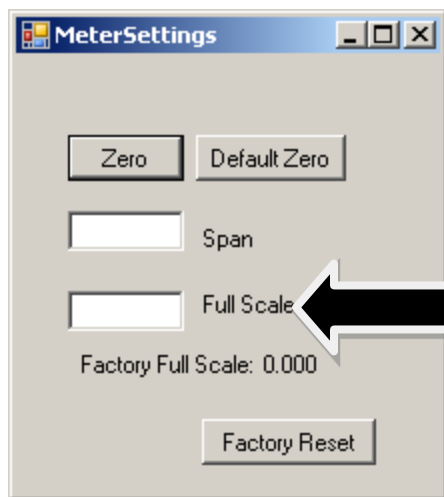 MeterSettings
Zero Default Zero
Span
Full Scale
Factory Full Scale: 0.000
Factory Reset